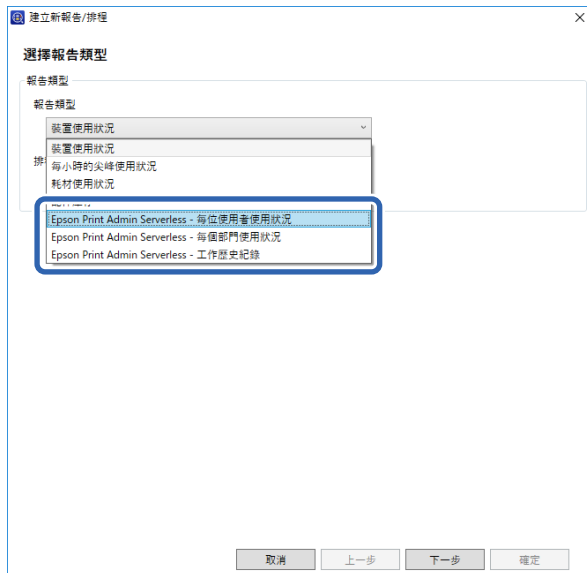 建立新報告/排程
選擇報告類型
報告類型
報告類型
裝置使用狀況
裝置使用狀況
排
每小時的尖峰使用狀況
耗材使用狀況
Epson Print Admin Serverless - 每位使用者使用狀況
Epson Print Admin Serverless - 每個部門使用狀況
Epson Print Admin Serverless - 工作歷史紀錄
取消 上一步 下一步 確定